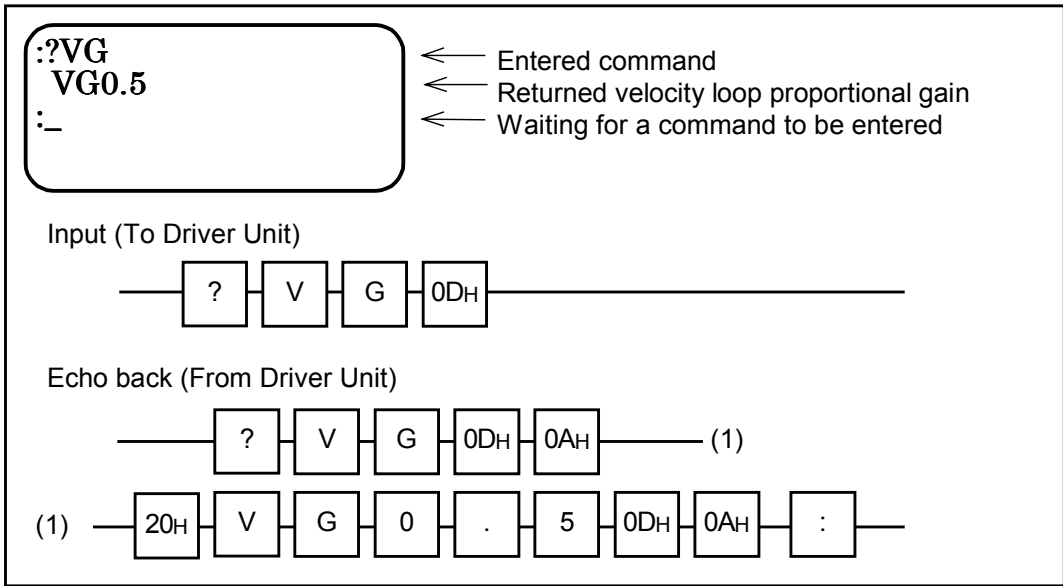 :?VG
VG0.5
:_
Entered command
Returned velocity loop proportional gain
Waiting for a command to be entered
Input (To Driver Unit)
? V G 0DH
Echo back (From Driver Unit)
? V G 0DH 0AH (1)
(1) 20H V G 0 . 5 0DH 0AH :